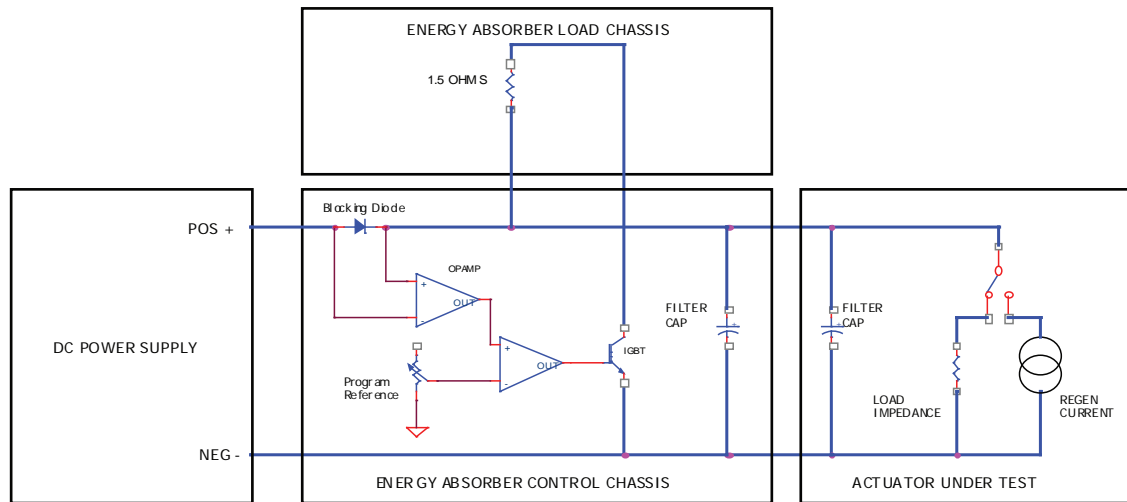 ENERGY ABSORBER LOAD CHASSIS
1.5 OHMS
Blocking Diode
POS +
OPAMP
+
-
OUT
FILTER
CAP
+
FILTER
CAP
+
DC POWER SUPPLY
+
-
OUT
IGBT
Program
Reference
LOAD
IMPEDANCE
REGEN
CURRENT
NEG -
ENERGY ABSORBER CONTROL CHASSIS
ACTUATOR UNDER TEST